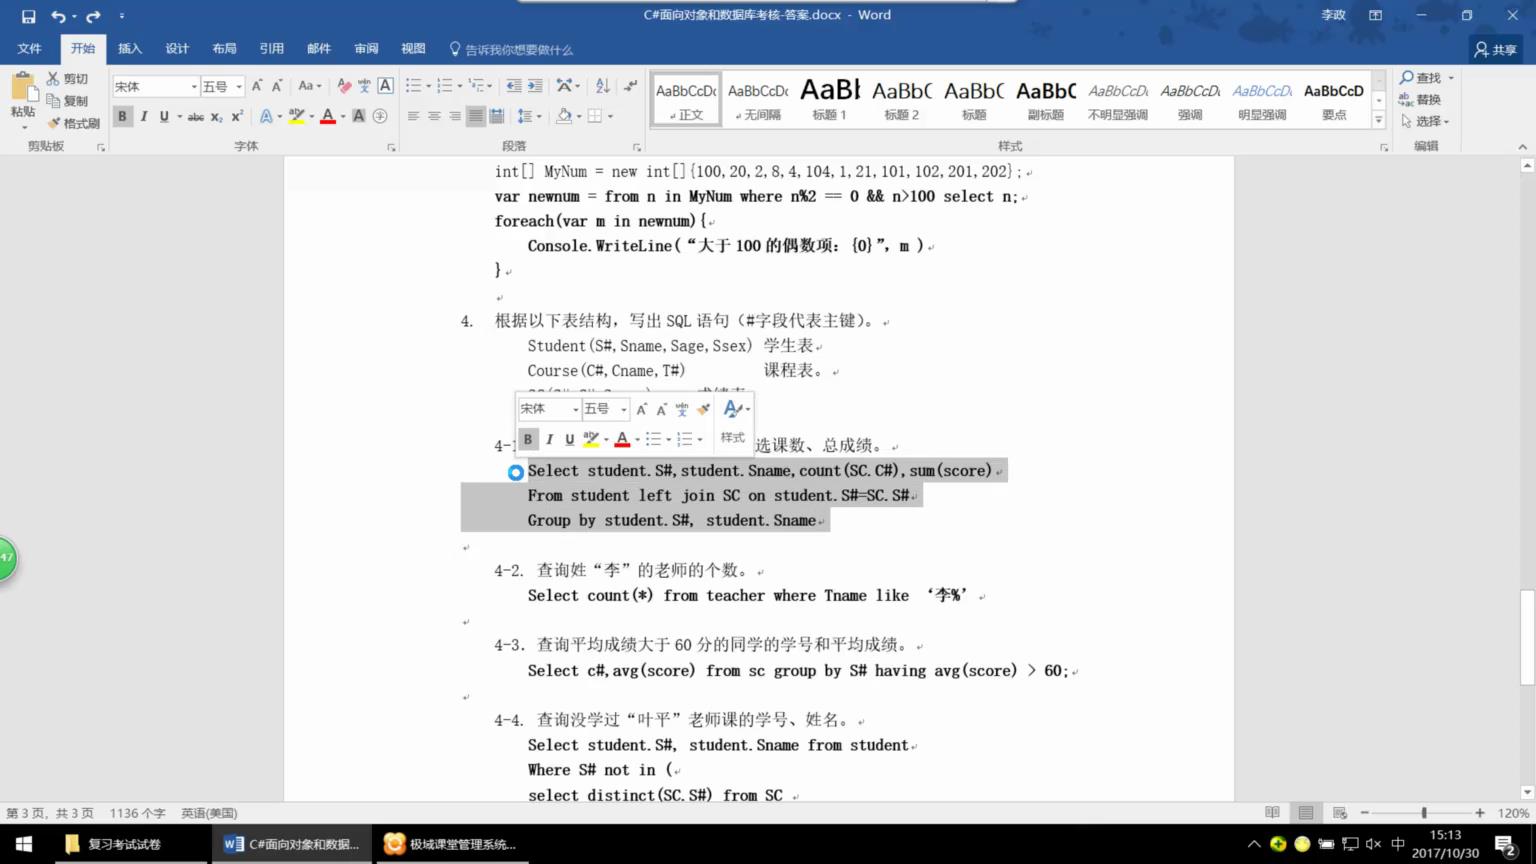 C#面向对象和数据库考核-答案.docx - Word
李政
文件 开始 插入 设计 布局 引用 邮件 审阅 视图 告诉我你想要做什么
共享
粘贴 剪切 复制 格式刷
宋体 五号
AaBbCcDc AaBbCcDc AaBbl AaBbC AaBbC AaBbC AaBbCcDı AaBbCcDı AaBbCcDı AaBbCcD
正文 无间隔 标题 1 标题 2 标题 副标题 不明显强调 强调 明显强调 要点
查找 替换 选择
剪贴板 字体 段落 样式 编辑
int[] MyNum = new int[]{100,20,2,8,4,104,1,21,101,102,201,202};
var newnum = from n in MyNum where n%2 == 0 && n>100 select n;
foreach(var m in newnum){
Console.WriteLine(“大于 100 的偶数项: {0}”, m )
}
4. 根据以下表结构，写出 SQL 语句（#字段代表主键）。
Student(S#,Sname,Sage,Ssex) 学生表
Course(C#,Cname,T#) 课程表。
宋体 五号
样式
4-1 选课数、总成绩。
Select student.S#,student.Sname,count(SC.C#),sum(score)
From student left join SC on student.S#=SC.S#
Group by student.S#, student.Sname
47
4-2. 查询姓“李”的老师的个数。
Select count(*) from teacher where Tname like ‘李%’
4-3. 查询平均成绩大于 60 分的同学的学号和平均成绩。
Select c#,avg(score) from sc group by S# having avg(score) > 60;
4-4. 查询没学过“叶平”老师课的学号、姓名。
Select student.S#, student.Sname from student
Where S# not in (
select distinct(SC.S#) from SC
第 3 页，共 3 页 1136 个字 英语(美国)
120%
复习考试试卷 C#面向对象和数据... 极域课堂管理系统...
中
15:13
2017/10/30
2